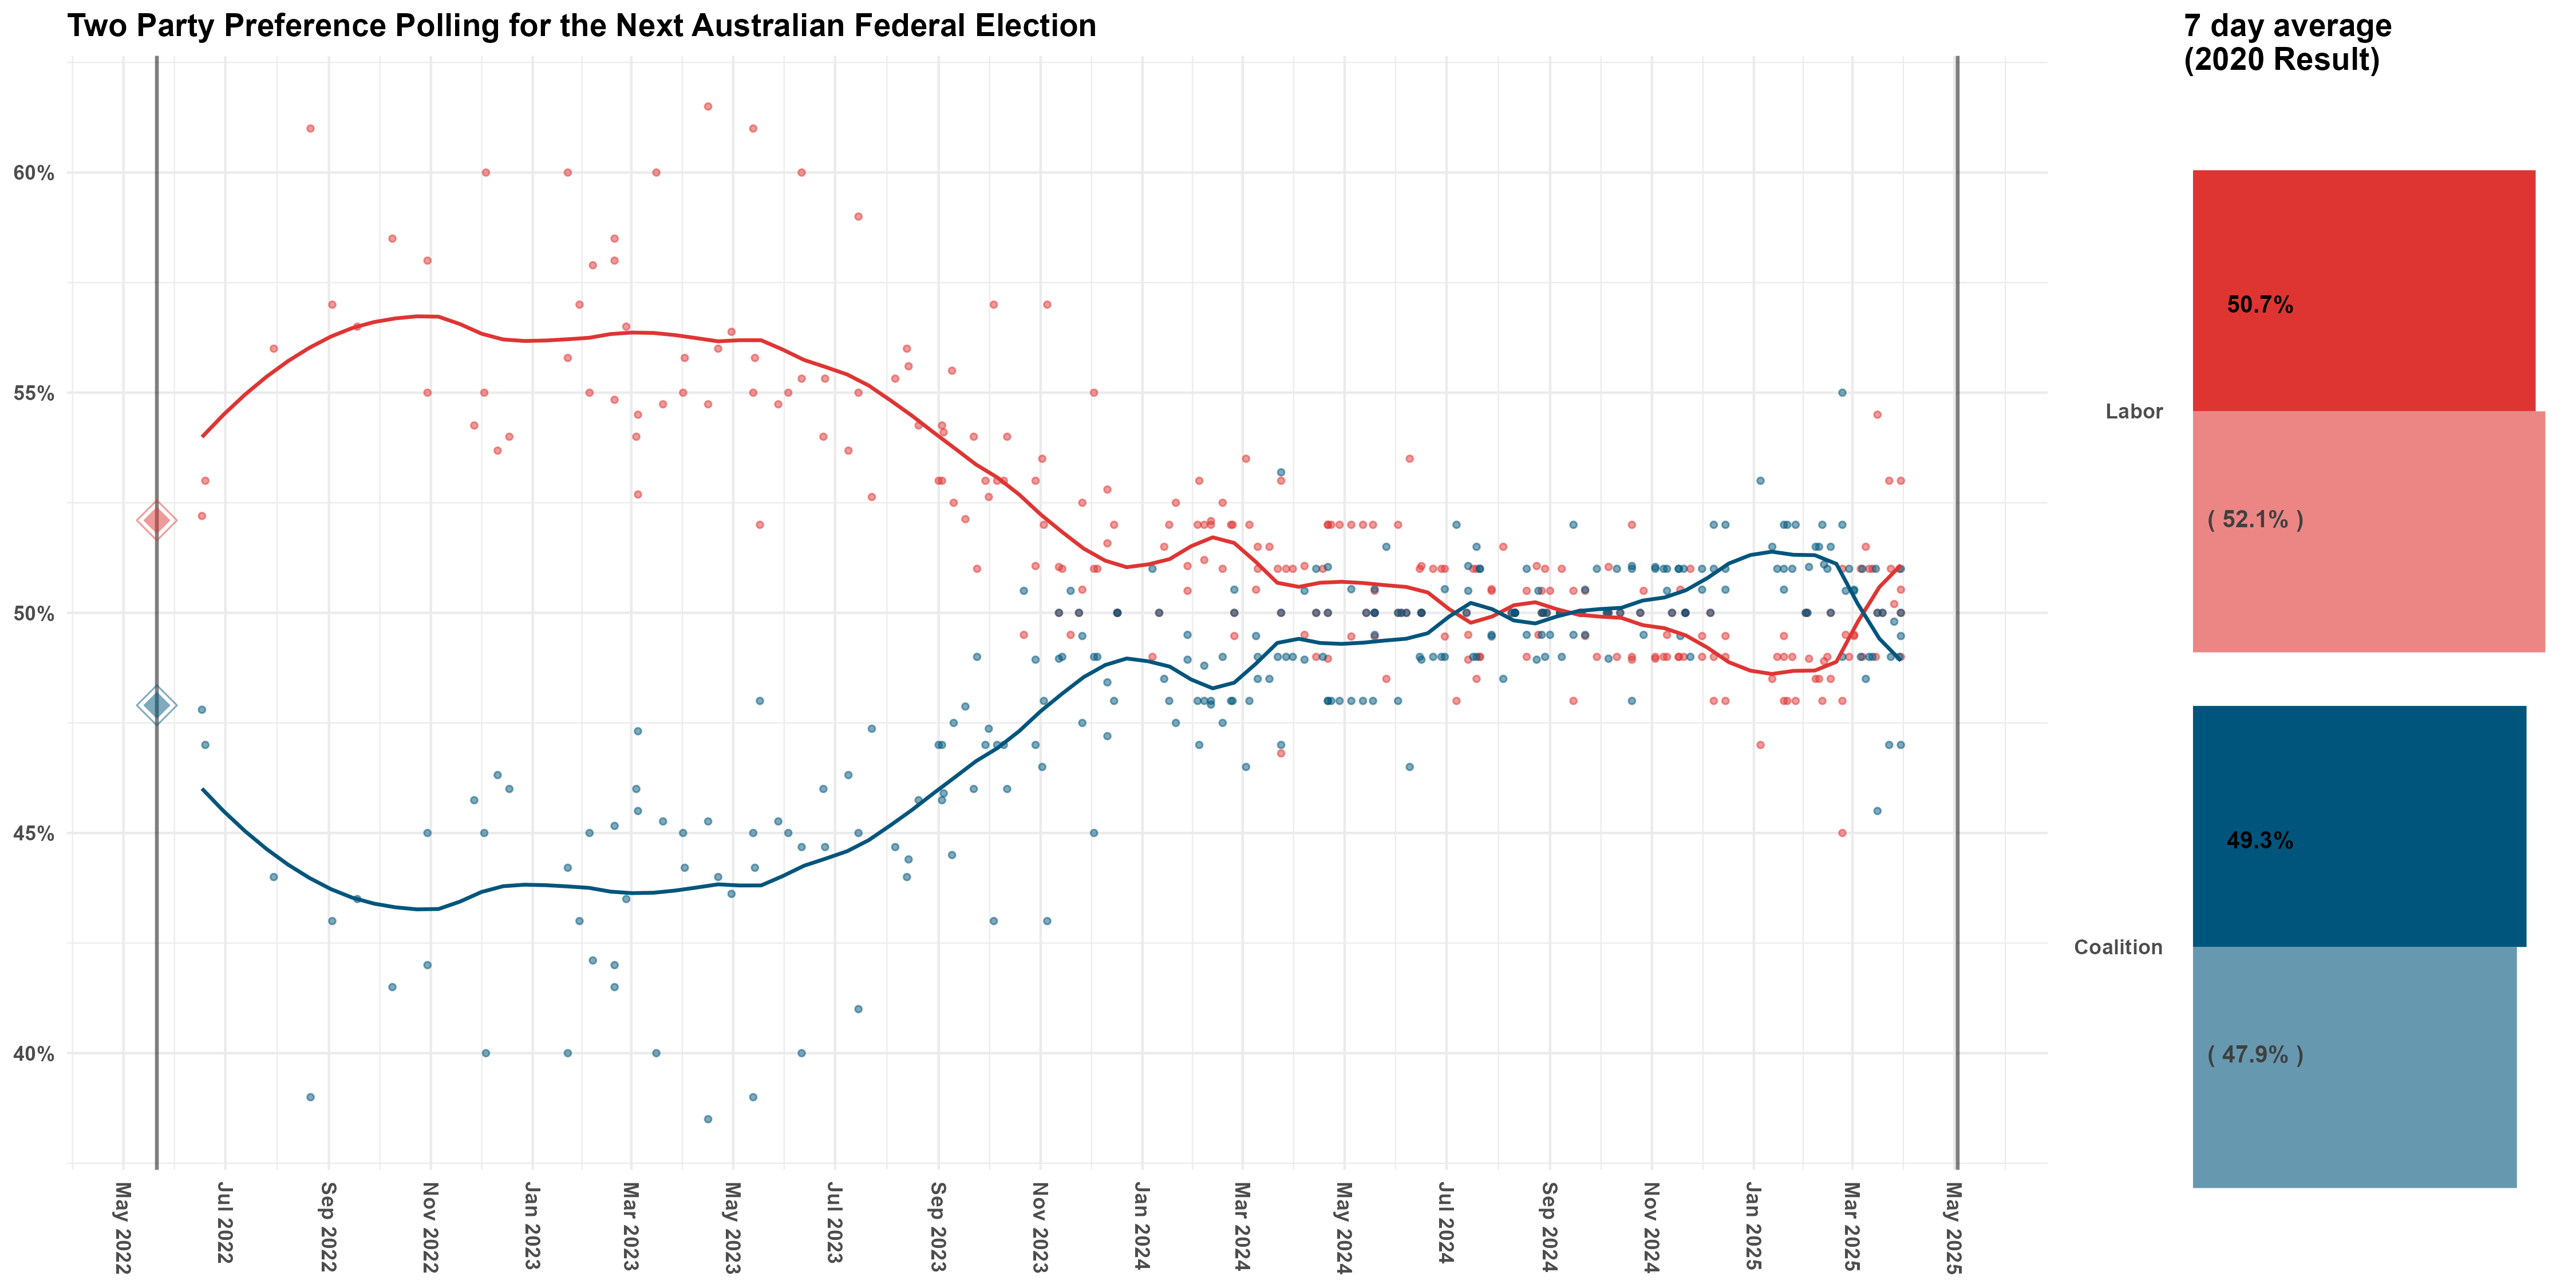 Two Party Preference Polling for the Next Australian Federal Election
7 day average
(2020 Result)
60%
55%
50%
45%
40%
May 2022
Jul 2022
Sep 2022
Nov 2022
Jan 2023
Mar 2023
May 2023
Jul 2023
Sep 2023
Nov 2023
Jan 2024
Mar 2024
May 2024
Jul 2024
Sep 2024
Nov 2024
Jan 2025
Mar 2025
May 2025
Labor
50.7%
( 52.1% )
Coalition
49.3%
( 47.9% )